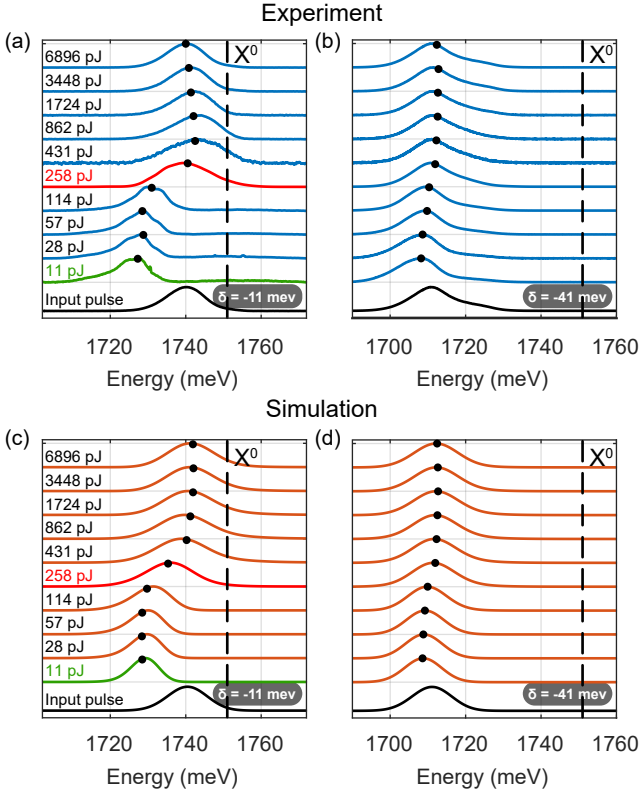 Experiment
(a)
6896 pJ
3448 pJ
1724 pJ
862 pJ
431 pJ
258 pJ
114 pJ
57 pJ
28 pJ
11 pJ
Input pulse
X⁰
δ = -11 mev
1720 1740 1760
Energy (meV)
(b)
X⁰
δ = -41 mev
1700 1720 1740 1760
Energy (meV)
Simulation
(c)
6896 pJ
3448 pJ
1724 pJ
862 pJ
431 pJ
258 pJ
114 pJ
57 pJ
28 pJ
11 pJ
Input pulse
X⁰
δ = -11 mev
1720 1740 1760
Energy (meV)
(d)
X⁰
δ = -41 mev
1700 1720 1740 1760
Energy (meV)